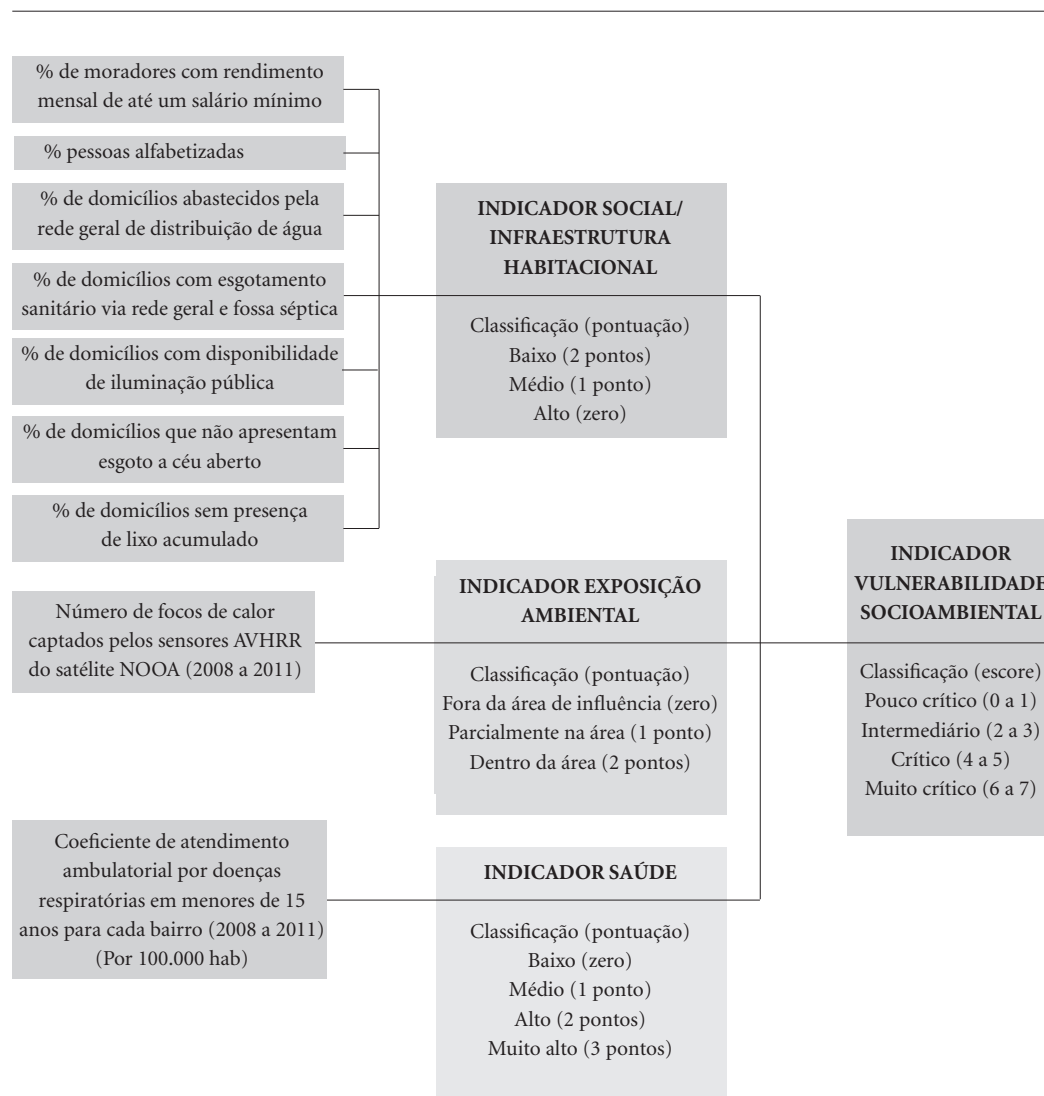 % de moradores com rendimento
mensal de até um salário mínimo
% pessoas alfabetizadas
% de domicílios abastecidos pela
rede geral de distribuição de água
% de domicílios com esgotamento
sanitário via rede geral e fossa séptica
% de domicílios com disponibilidade
de iluminação pública
% de domicílios que não apresentam
esgoto a céu aberto
% de domicílios sem presença
de lixo acumulado
INDICADOR SOCIAL/
INFRAESTRUTURA
HABITACIONAL
Classificação (pontuação)
Baixo (2 pontos)
Médio (1 ponto)
Alto (zero)
Número de focos de calor
captados pelos sensores AVHRR
do satélite NOOA (2008 a 2011)
INDICADOR EXPOSIÇÃO
AMBIENTAL
Classificação (pontuação)
Fora da área de influência (zero)
Parcialmente na área (1 ponto)
Dentro da área (2 pontos)
Coeficiente de atendimento
ambulatorial por doenças
respiratórias em menores de 15
anos para cada bairro (2008 a 2011)
(Por 100.000 hab)
INDICADOR SAÚDE
Classificação (pontuação)
Baixo (zero)
Médio (1 ponto)
Alto (2 pontos)
Muito alto (3 pontos)
INDICADOR
VULNERABILIDADE
SOCIOAMBIENTAL
Classificação (escore)
Pouco crítico (0 a 1)
Intermediário (2 a 3)
Crítico (4 a 5)
Muito crítico (6 a 7)